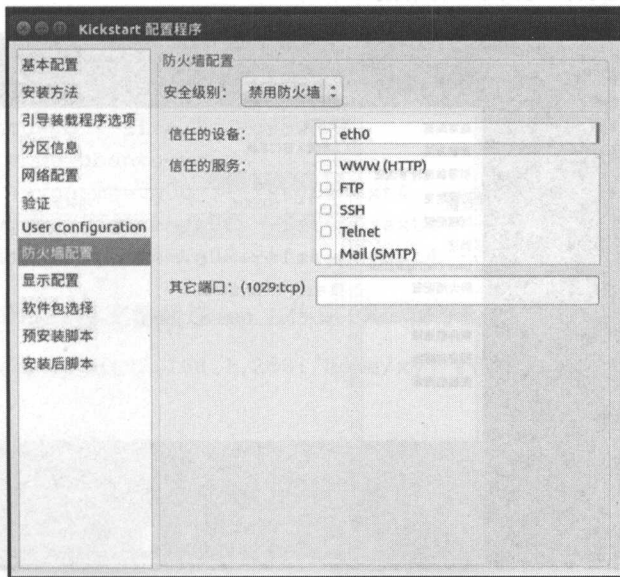 Kickstart 配置程序
基本配置
安装方法
引导装载程序选项
分区信息
网络配置
验证
User Configuration
防火墙配置
显示配置
软件包选择
预安装脚本
安装后脚本
防火墙配置
安全级别： 禁用防火墙
信任的设备： eth0
信任的服务： WWW (HTTP)
FTP
SSH
Telnet
Mail (SMTP)
其它端口：(1029:tcp)